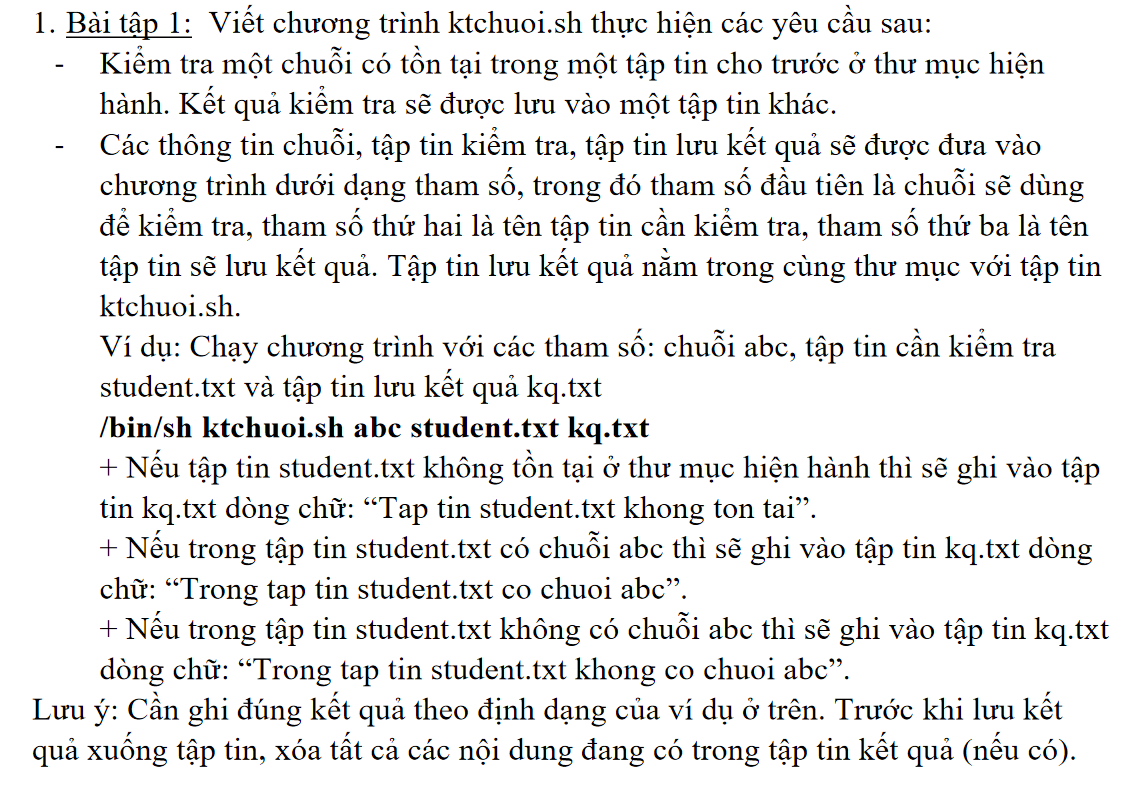 1. Bài tập 1: Viết chương trình ktchuoi.sh thực hiện các yêu cầu sau:
- Kiểm tra một chuỗi có tồn tại trong một tập tin cho trước ở thư mục hiện
hành. Kết quả kiểm tra sẽ được lưu vào một tập tin khác.
- Các thông tin chuỗi, tập tin kiểm tra, tập tin lưu kết quả sẽ được đưa vào
chương trình dưới dạng tham số, trong đó tham số đầu tiên là chuỗi sẽ dùng
để kiểm tra, tham số thứ hai là tên tập tin cần kiểm tra, tham số thứ ba là tên
tập tin sẽ lưu kết quả. Tập tin lưu kết quả nằm trong cùng thư mục với tập tin
ktchuoi.sh.
Ví dụ: Chạy chương trình với các tham số: chuỗi abc, tập tin cần kiểm tra
student.txt và tập tin lưu kết quả kq.txt
/bin/sh ktchuoi.sh abc student.txt kq.txt
+ Nếu tập tin student.txt không tồn tại ở thư mục hiện hành thì sẽ ghi vào tập
tin kq.txt dòng chữ: “Tap tin student.txt khong ton tai”.
+ Nếu trong tập tin student.txt có chuỗi abc thì sẽ ghi vào tập tin kq.txt dòng
chữ: “Trong tap tin student.txt co chuoi abc”.
+ Nếu trong tập tin student.txt không có chuỗi abc thì sẽ ghi vào tập tin kq.txt
dòng chữ: “Trong tap tin student.txt khong co chuoi abc”.
Lưu ý: Cần ghi đúng kết quả theo định dạng của ví dụ ở trên. Trước khi lưu kết
quả xuống tập tin, xóa tất cả các nội dung đang có trong tập tin kết quả (nếu có).